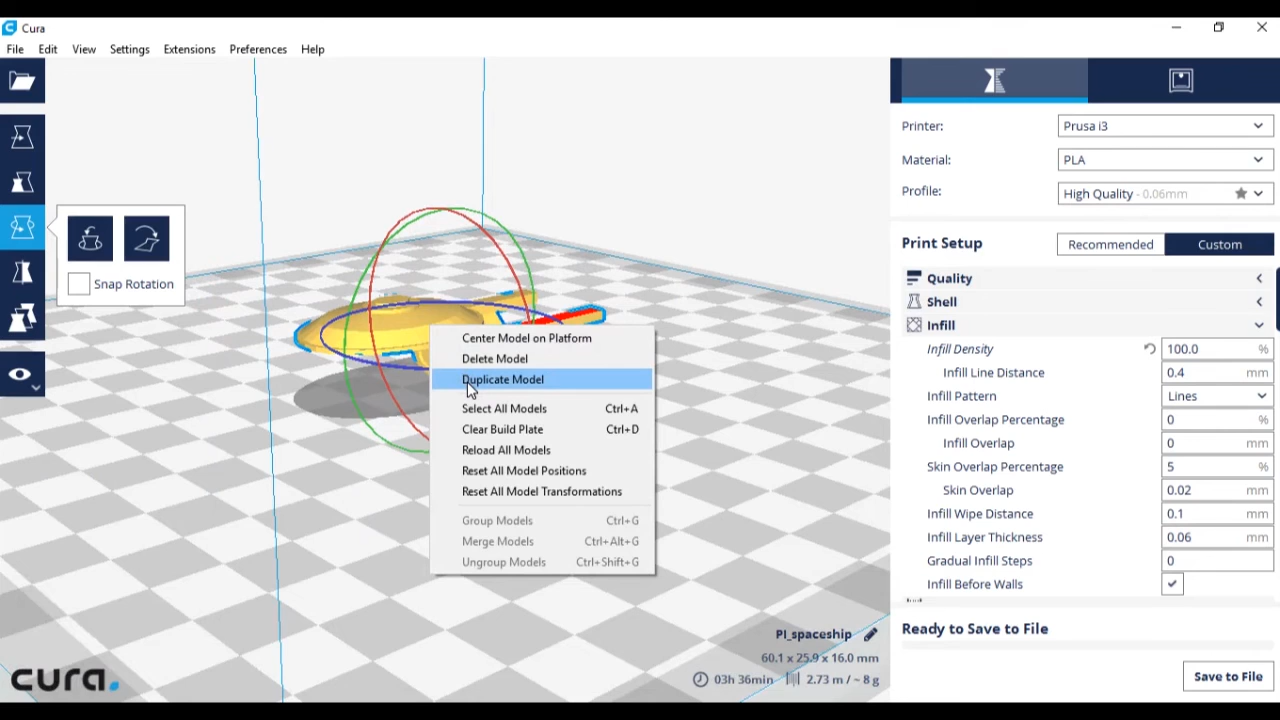 Cura
File Edit View Settings Extensions Preferences Help
Snap Rotation
Center Model on Platform
Delete Model
Duplicate Model
Select All Models Ctrl+A
Clear Build Plate Ctrl+D
Reload All Models
Reset All Model Positions
Reset All Model Transformations
Group Models Ctrl+G
Merge Models Ctrl+Alt+G
Ungroup Models Ctrl+Shift+G
cura.
PI_spaceship
60.1 x 25.9 x 16.0 mm
03h 36min 2.73 m / ~ 8 g
Printer: Prusa i3
Material: PLA
Profile: High Quality - 0.06mm
Print Setup Recommended Custom
Quality
Shell
Infill
Infill Density 100.0 %
Infill Line Distance 0.4 mm
Infill Pattern Lines
Infill Overlap Percentage 0 %
Infill Overlap 0 mm
Skin Overlap Percentage 5 %
Skin Overlap 0.02 mm
Infill Wipe Distance 0.1 mm
Infill Layer Thickness 0.06 mm
Gradual Infill Steps 0
Infill Before Walls
Ready to Save to File
Save to File